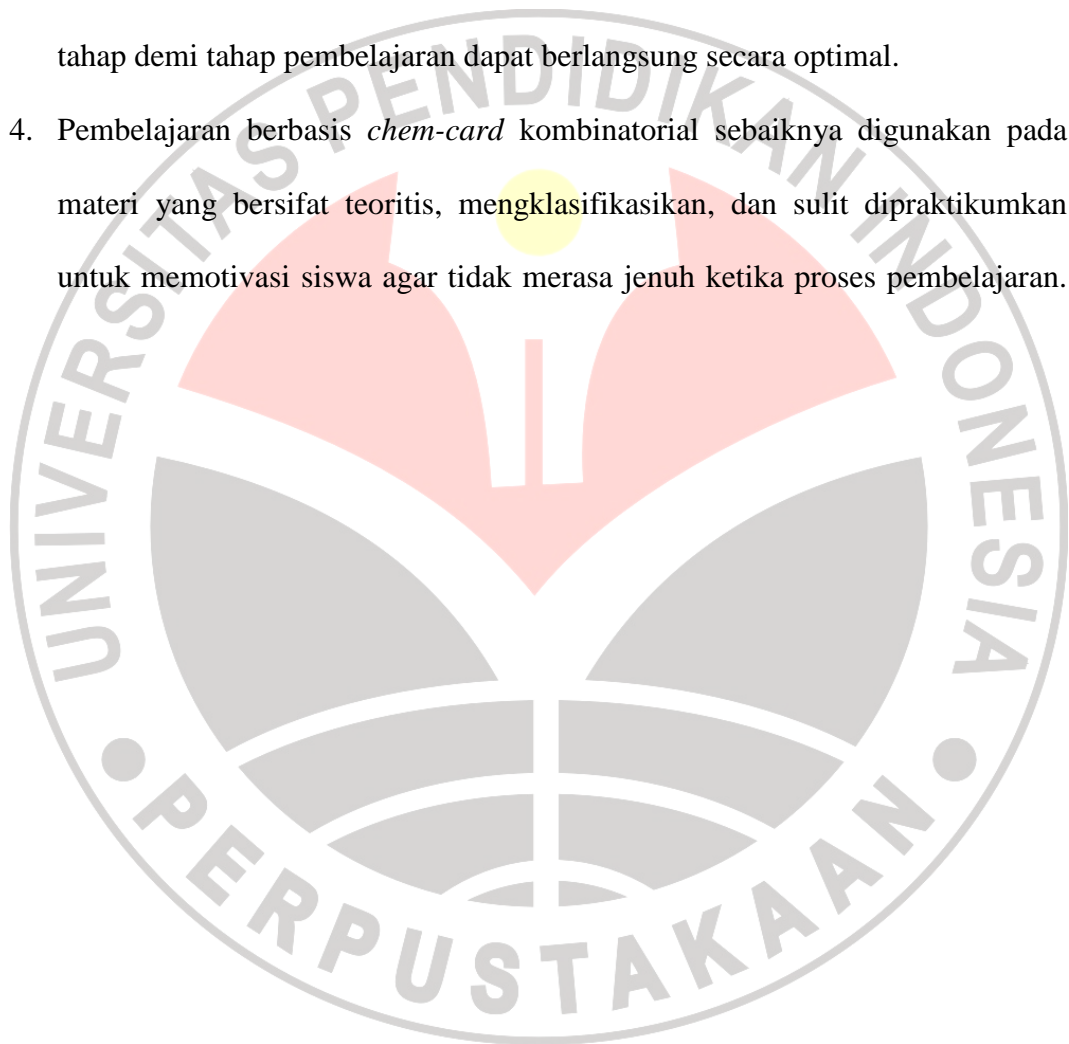 tahap demi tahap pembelajaran dapat berlangsung secara optimal.
4. Pembelajaran berbasis chem-card kombinatorial sebaiknya digunakan pada
materi yang bersifat teoritis, mengklasifikasikan, dan sulit dipraktikumkan
untuk memotivasi siswa agar tidak merasa jenuh ketika proses pembelajaran.
UNIVERSITAS PENDIDIKAN INDONESIA
PERPUSTAKAAN